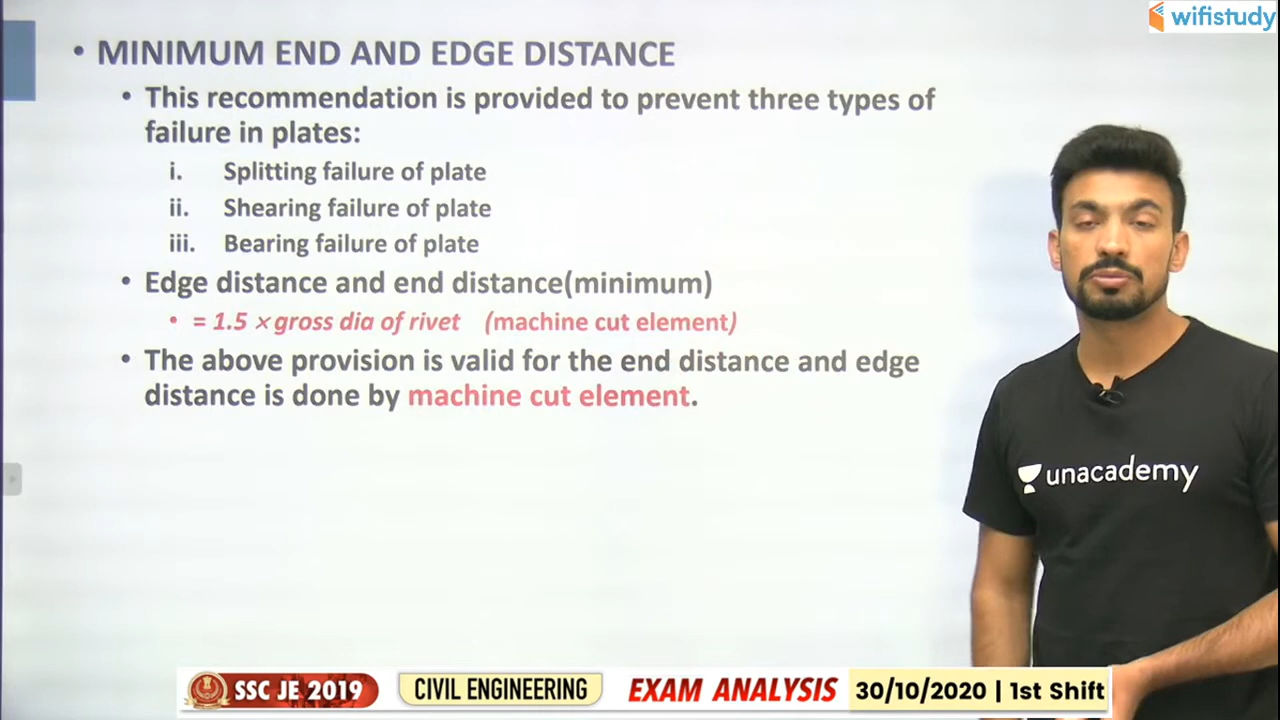 wifistudy
• MINIMUM END AND EDGE DISTANCE
• This recommendation is provided to prevent three types of
failure in plates:
i. Splitting failure of plate
ii. Shearing failure of plate
iii. Bearing failure of plate
• Edge distance and end distance(minimum)
• = 1.5 × gross dia of rivet (machine cut element)
• The above provision is valid for the end distance and edge
distance is done by machine cut element.
unacademy
SSC JE 2019 CIVIL ENGINEERING EXAM ANALYSIS 30/10/2020 | 1st Shift